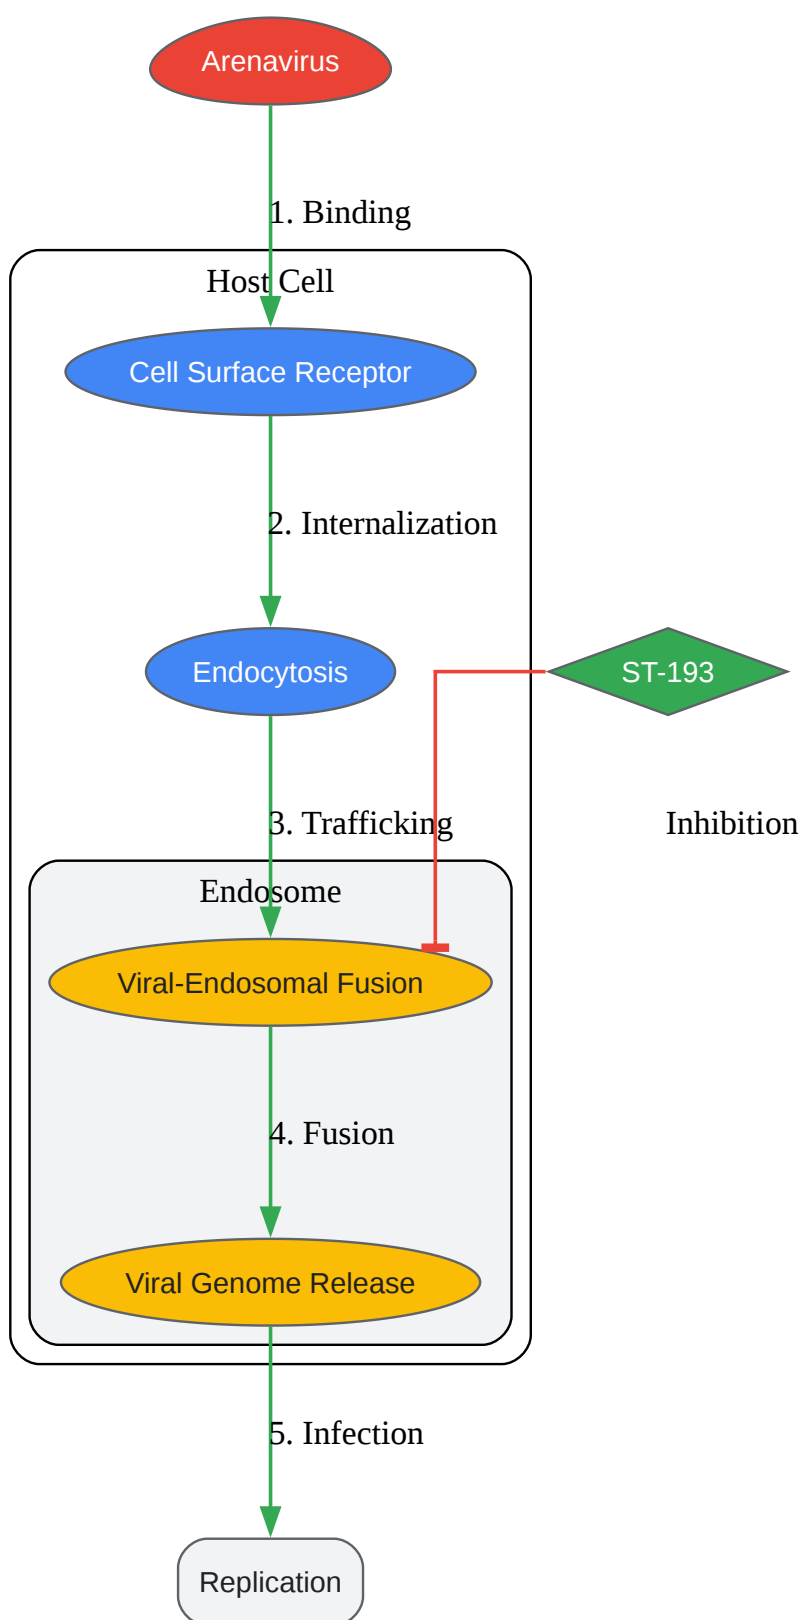 Arenavirus
1. Binding
Host Cell
Cell Surface Receptor
2. Internalization
Endocytosis
ST-193
3. Trafficking
Inhibition
Endosome
Viral-Endosomal Fusion
4. Fusion
Viral Genome Release
5. Infection
Replication